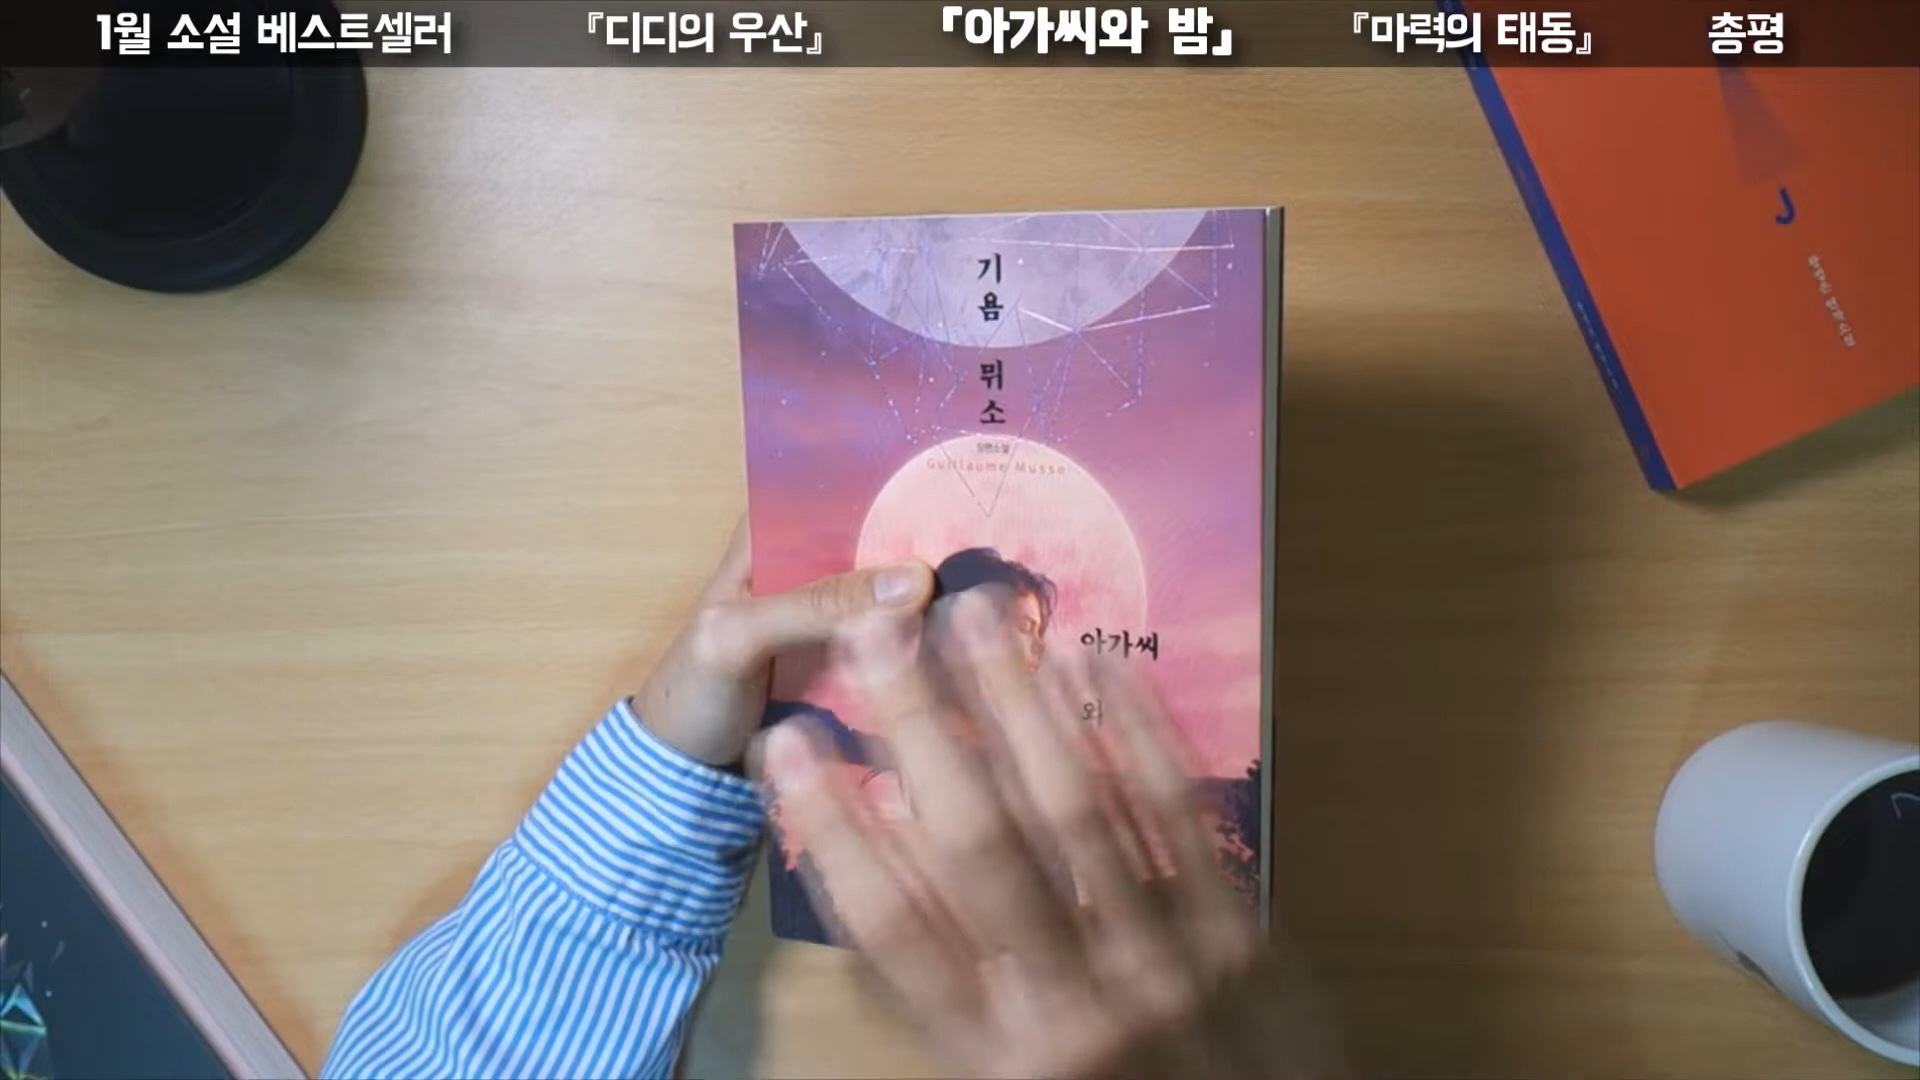 1월 소설 베스트셀러 『디디의 우산』 「아가씨와 밤」 『마력의 태동』 총평
기욤
뮈소
장편소설
Guillaume Musso
아가씨
와